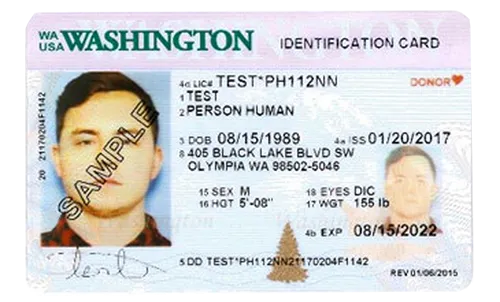 WA
USA WASHINGTON IDENTIFICATION CARD
4d LIC# TEST*PH112NN
DONOR
1 TEST
2 PERSON HUMAN
3 DOB 08/15/1989 4a ISS 01/20/2017
8 405 BLACK LAKE BLVD SW
OLYMPIA WA 98502-5046
15 SEX M 18 EYES DIC
16 HGT 5'-08" 17 WGT 155 lb
4b EXP 08/15/2022
5 DD TEST*PH112NN21170204F1142
REV 01/06/2015
20 21170204F1142
SAMPLE